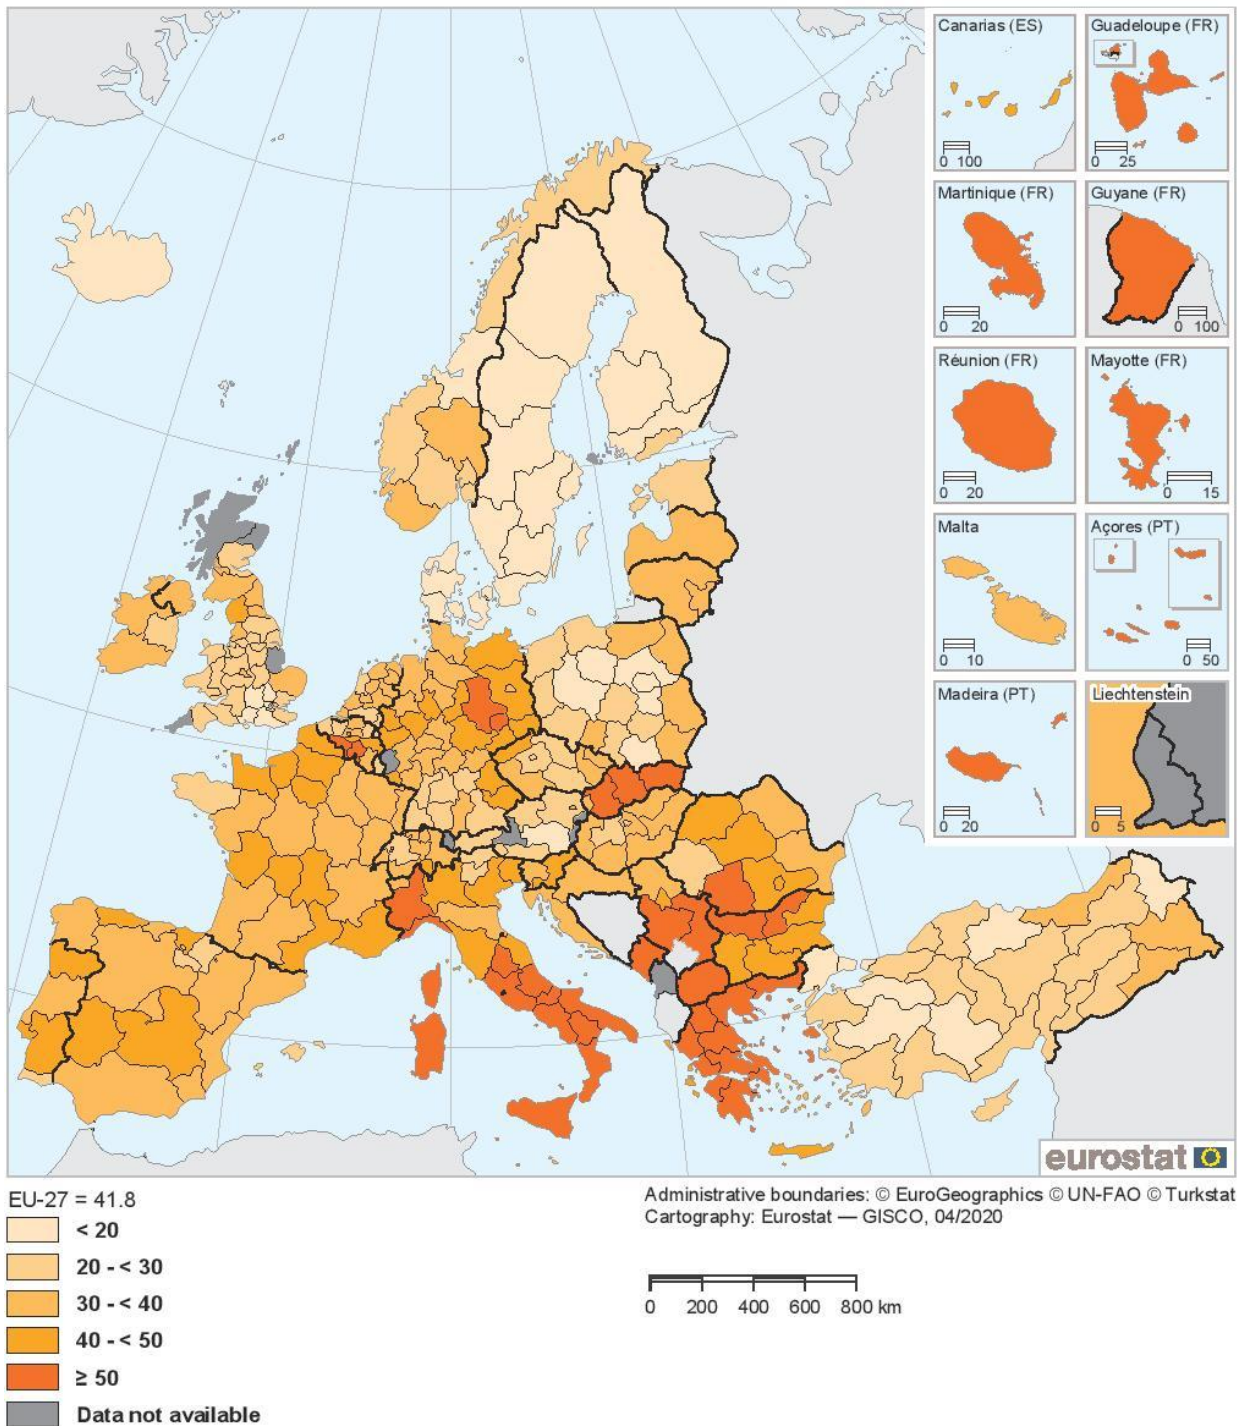 Canarias (ES)
0 100
Guadeloupe (FR)
0 25
Martinique (FR)
0 20
Guyane (FR)
0 100
Réunion (FR)
0 20
Mayotte (FR)
0 15
Malta
0 10
Açores (PT)
0 50
Madeira (PT)
0 20
Liechtenstein
0 5
eurostat
EU-27 = 41.8
< 20
20 - < 30
30 - < 40
40 - < 50
≥ 50
Data not available
Administrative boundaries: © EuroGeographics © UN-FAO © Turkstat
Cartography: Eurostat — GISCO, 04/2020
0 200 400 600 800 km